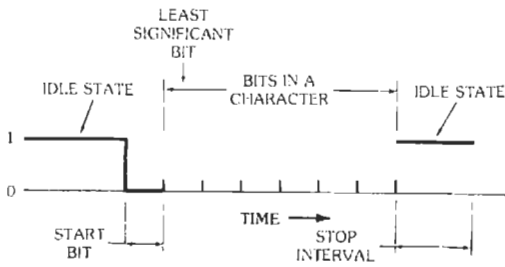 LEAST
SIGNIFICANT
BIT
IDLE STATE
BITS IN A
CHARACTER
IDLE STATE
1
0
TIME
START
BIT
STOP
INTERVAL